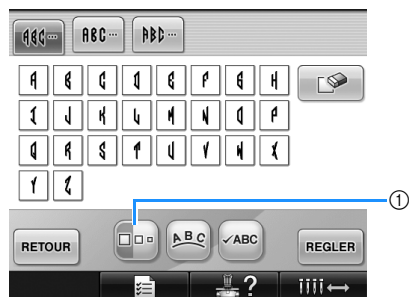 ABC... ABC... ABC...
A B C D E F G H
I J K L M N O P
Q R S T U V W X
Y Z
1
RETOUR ABC ✓ABC REGLER
?